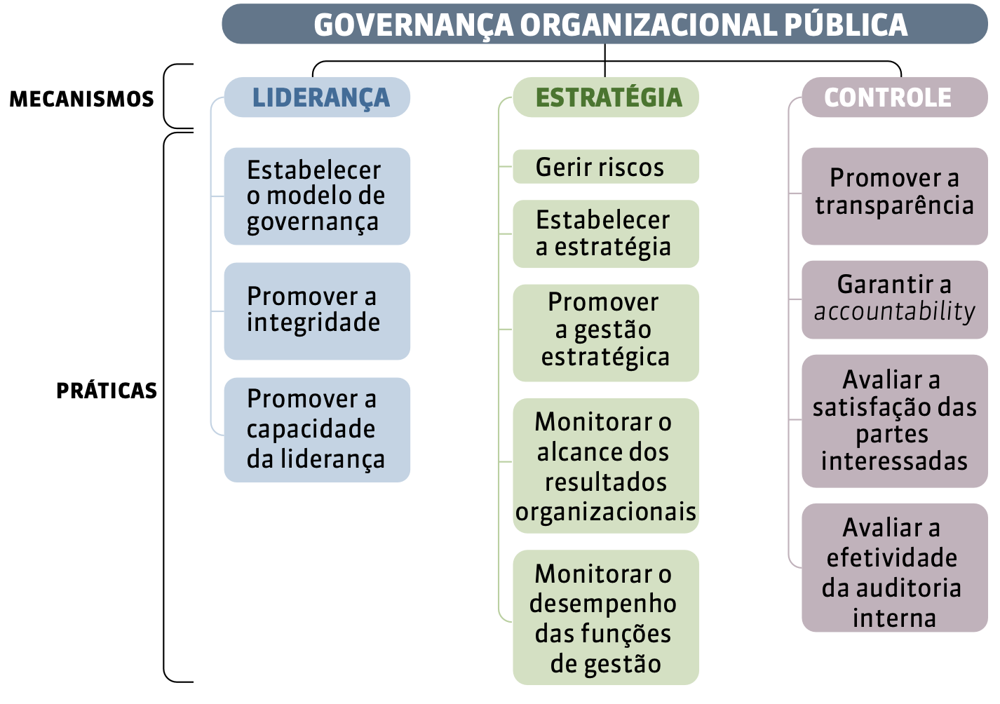 GOVERNANÇA ORGANIZACIONAL PÚBLICA
MECANISMOS
LIDERANÇA
ESTRATÉGIA
CONTROLE
PRÁTICAS
Estabelecer
o modelo de
governança
Promover a
integridade
Promover a
capacidade
da liderança
Gerir riscos
Estabelecer
a estratégia
Promover
a gestão
estratégica
Monitorar o
alcance dos
resultados
organizacionais
Monitorar o
desempenho
das funções
de gestão
Promover a
transparência
Garantir a
accountability
Avaliar a
satisfação das
partes
interessadas
Avaliar a
efetividade
da auditoria
interna